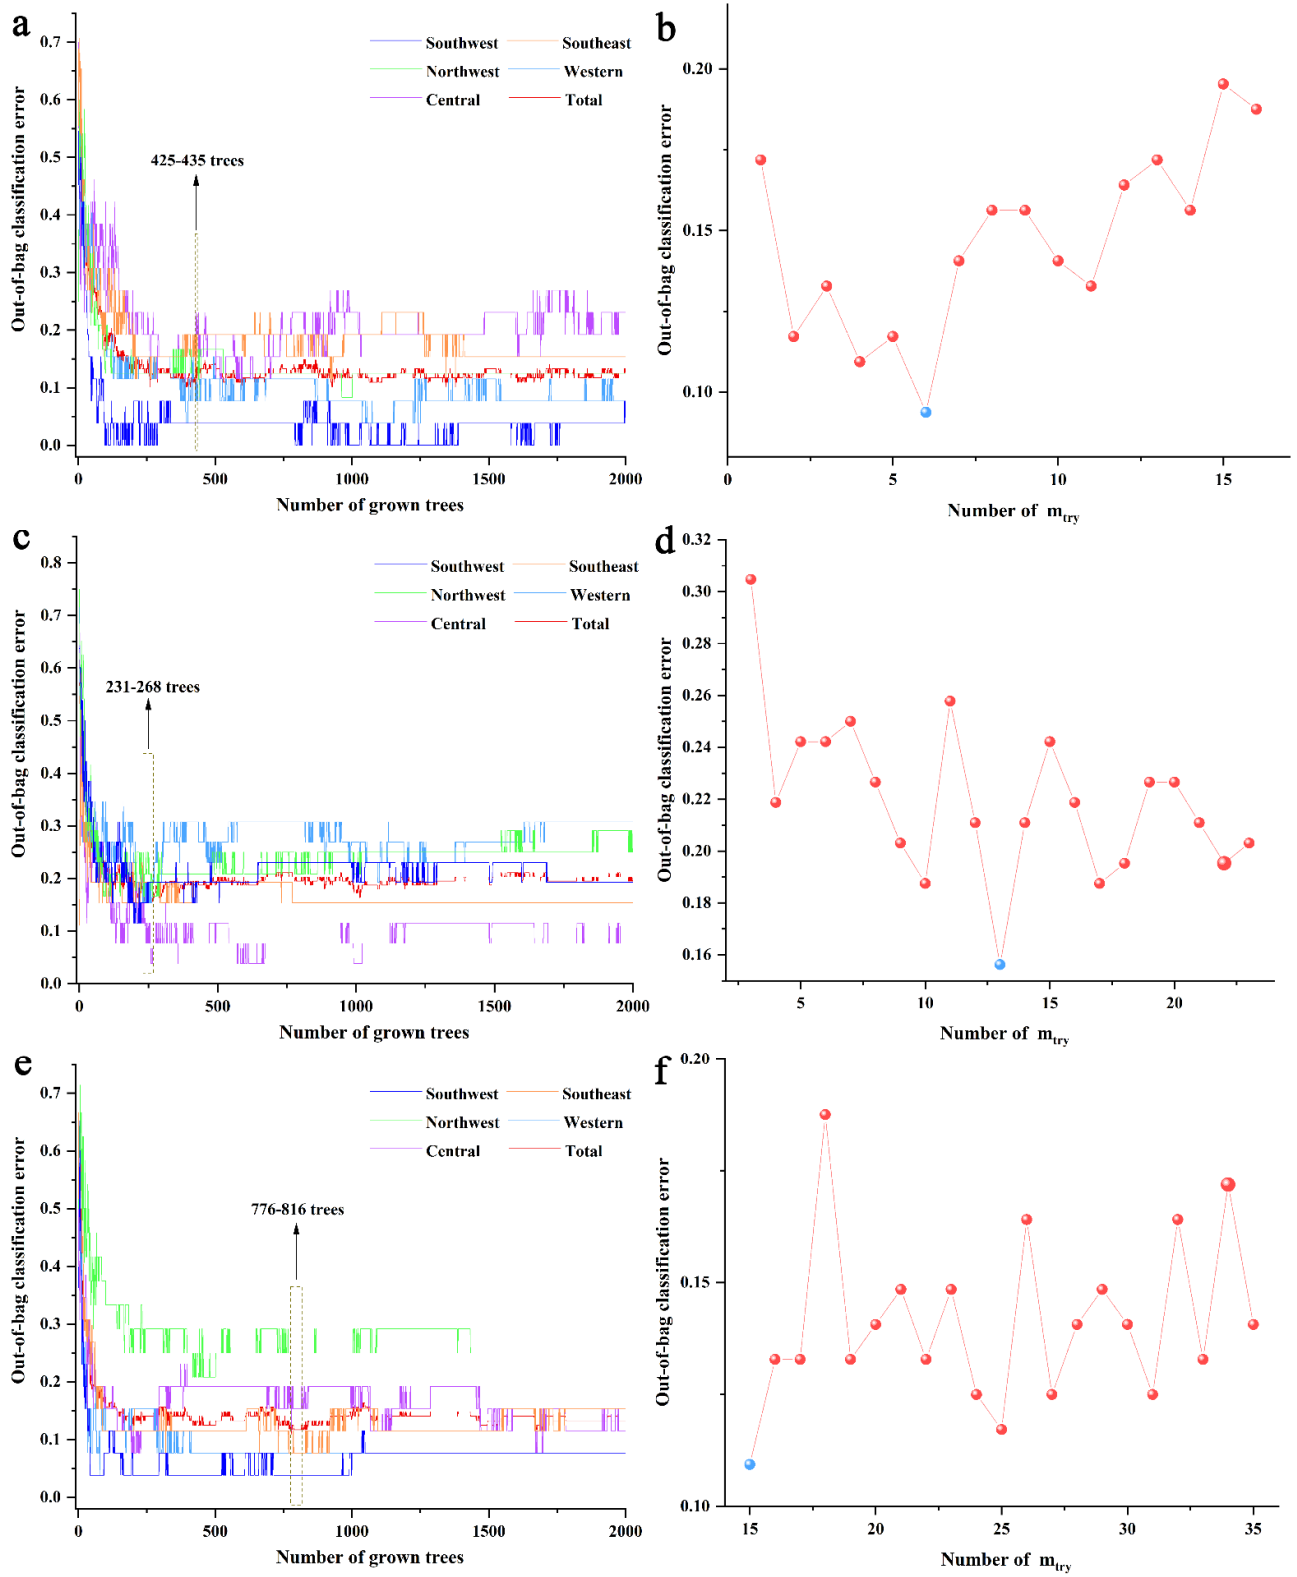 a
Out-of-bag classification error
0.7
0.6
0.5
0.4
0.3
0.2
0.1
0.0
Southwest Southeast
Northwest Western
Central Total
425-435 trees
0 500 1000 1500 2000
Number of grown trees
b
Out-of-bag classification error
0.20
0.15
0.10
0 5 10 15
Number of mtry
c
Out-of-bag classification error
0.8
0.7
0.6
0.5
0.4
0.3
0.2
0.1
0.0
Southwest Southeast
Northwest Western
Central Total
231-268 trees
0 500 1000 1500 2000
Number of grown trees
d
Out-of-bag classification error
0.32
0.30
0.28
0.26
0.24
0.22
0.20
0.18
0.16
5 10 15 20
Number of mtry
e
Out-of-bag classification error
0.7
0.6
0.5
0.4
0.3
0.2
0.1
0.0
Southwest Southeast
Northwest Western
Central Total
776-816 trees
0 500 1000 1500 2000
Number of grown trees
f
Out-of-bag classification error
0.20
0.15
0.10
15 20 25 30 35
Number of mtry